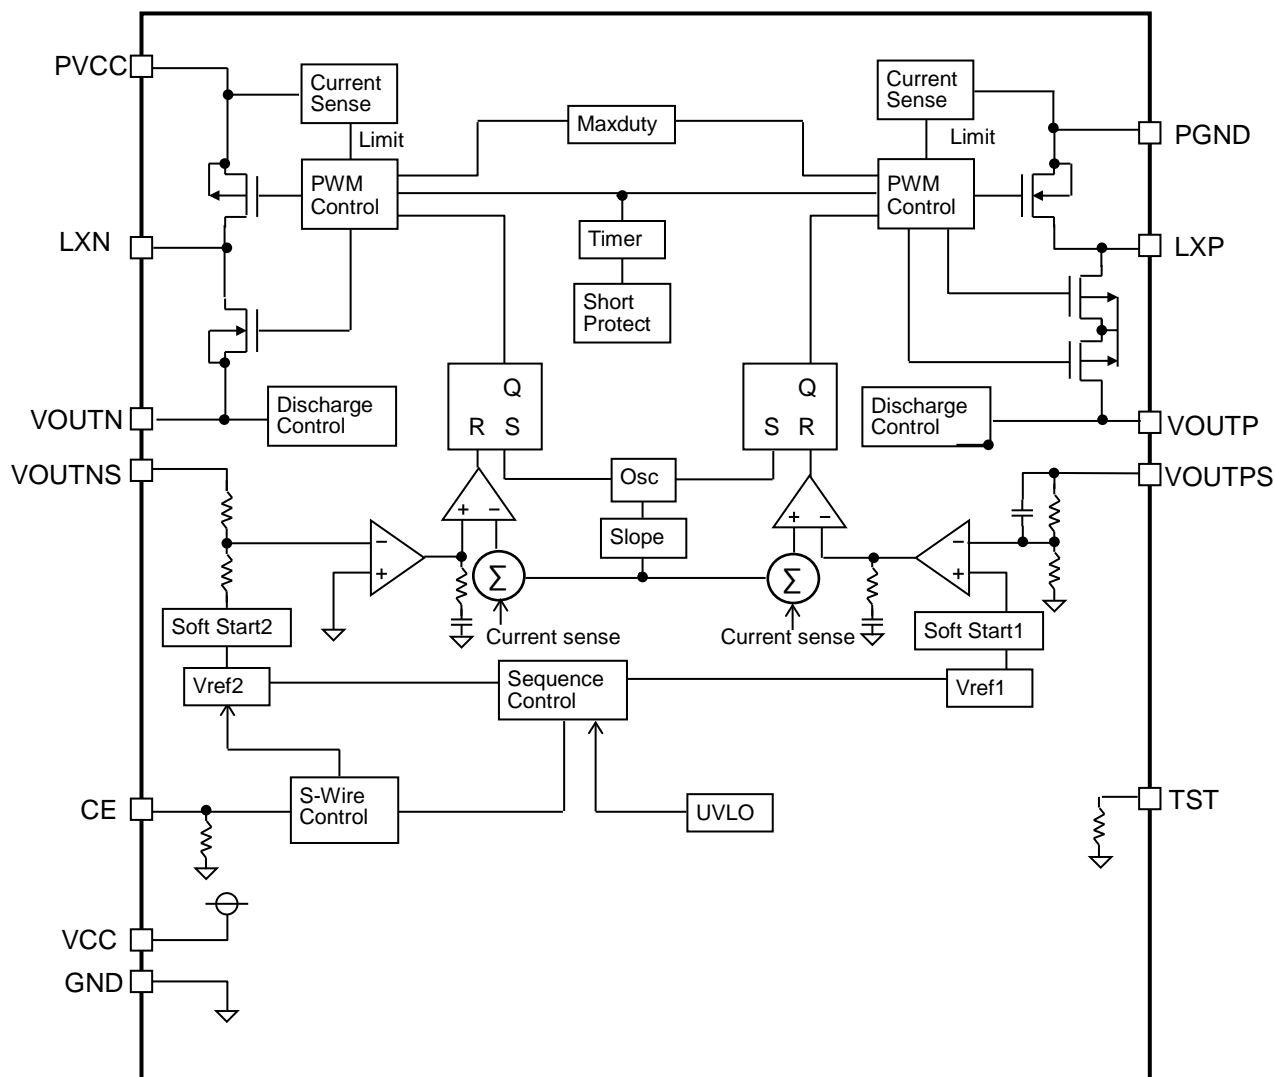 PVCC
Current
Sense
Limit
Maxduty
Current
Sense
Limit
PGND
PWM
Control
PWM
Control
LXN
Timer
LXP
Short
Protect
Q
R S
Q
S R
VOUTN
Discharge
Control
Discharge
Control
VOUTP
VOUTNS
Osc
VOUTPS
+ −
+ −
Slope
−
+
−
+
Σ
Σ
Soft Start2
Current sense
Current sense
Soft Start1
Vref2
Sequence
Control
Vref1
CE
S-Wire
Control
UVLO
TST
VCC
GND